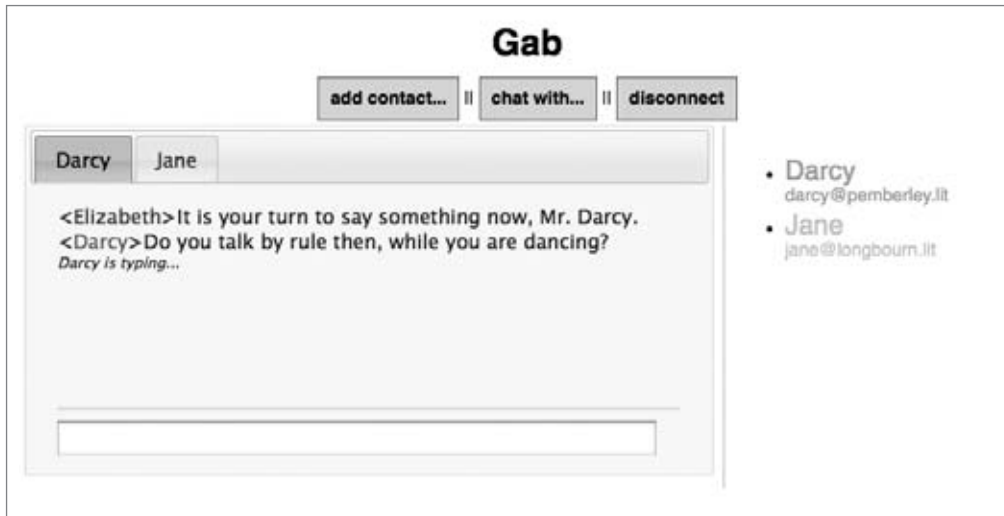 Gab
add contact... || chat with... || disconnect
Darcy Jane
<Elizabeth>It is your turn to say something now, Mr. Darcy.
<Darcy>Do you talk by rule then, while you are dancing?
Darcy is typing...
• Darcy
darcy@pemberley.lit
• Jane
jane@longbourn.lit